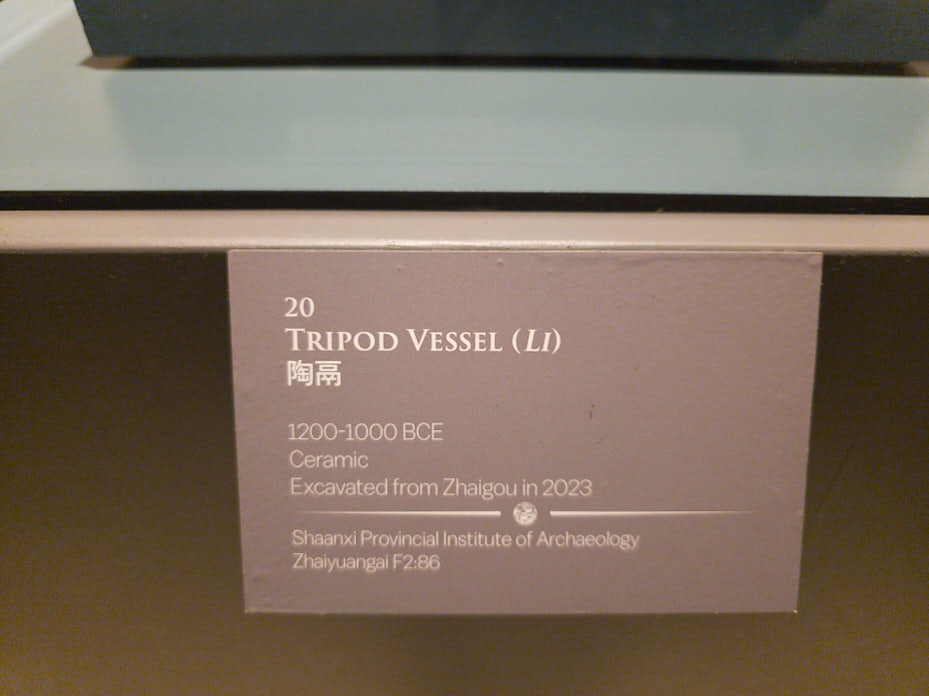 20
TRIPOD VESSEL (LI)
陶鬲
1200-1000 BCE
Ceramic
Excavated from Zhaigou in 2023
Shaanxi Provincial Institute of Archaeology
Zhaiyuangai F2:86